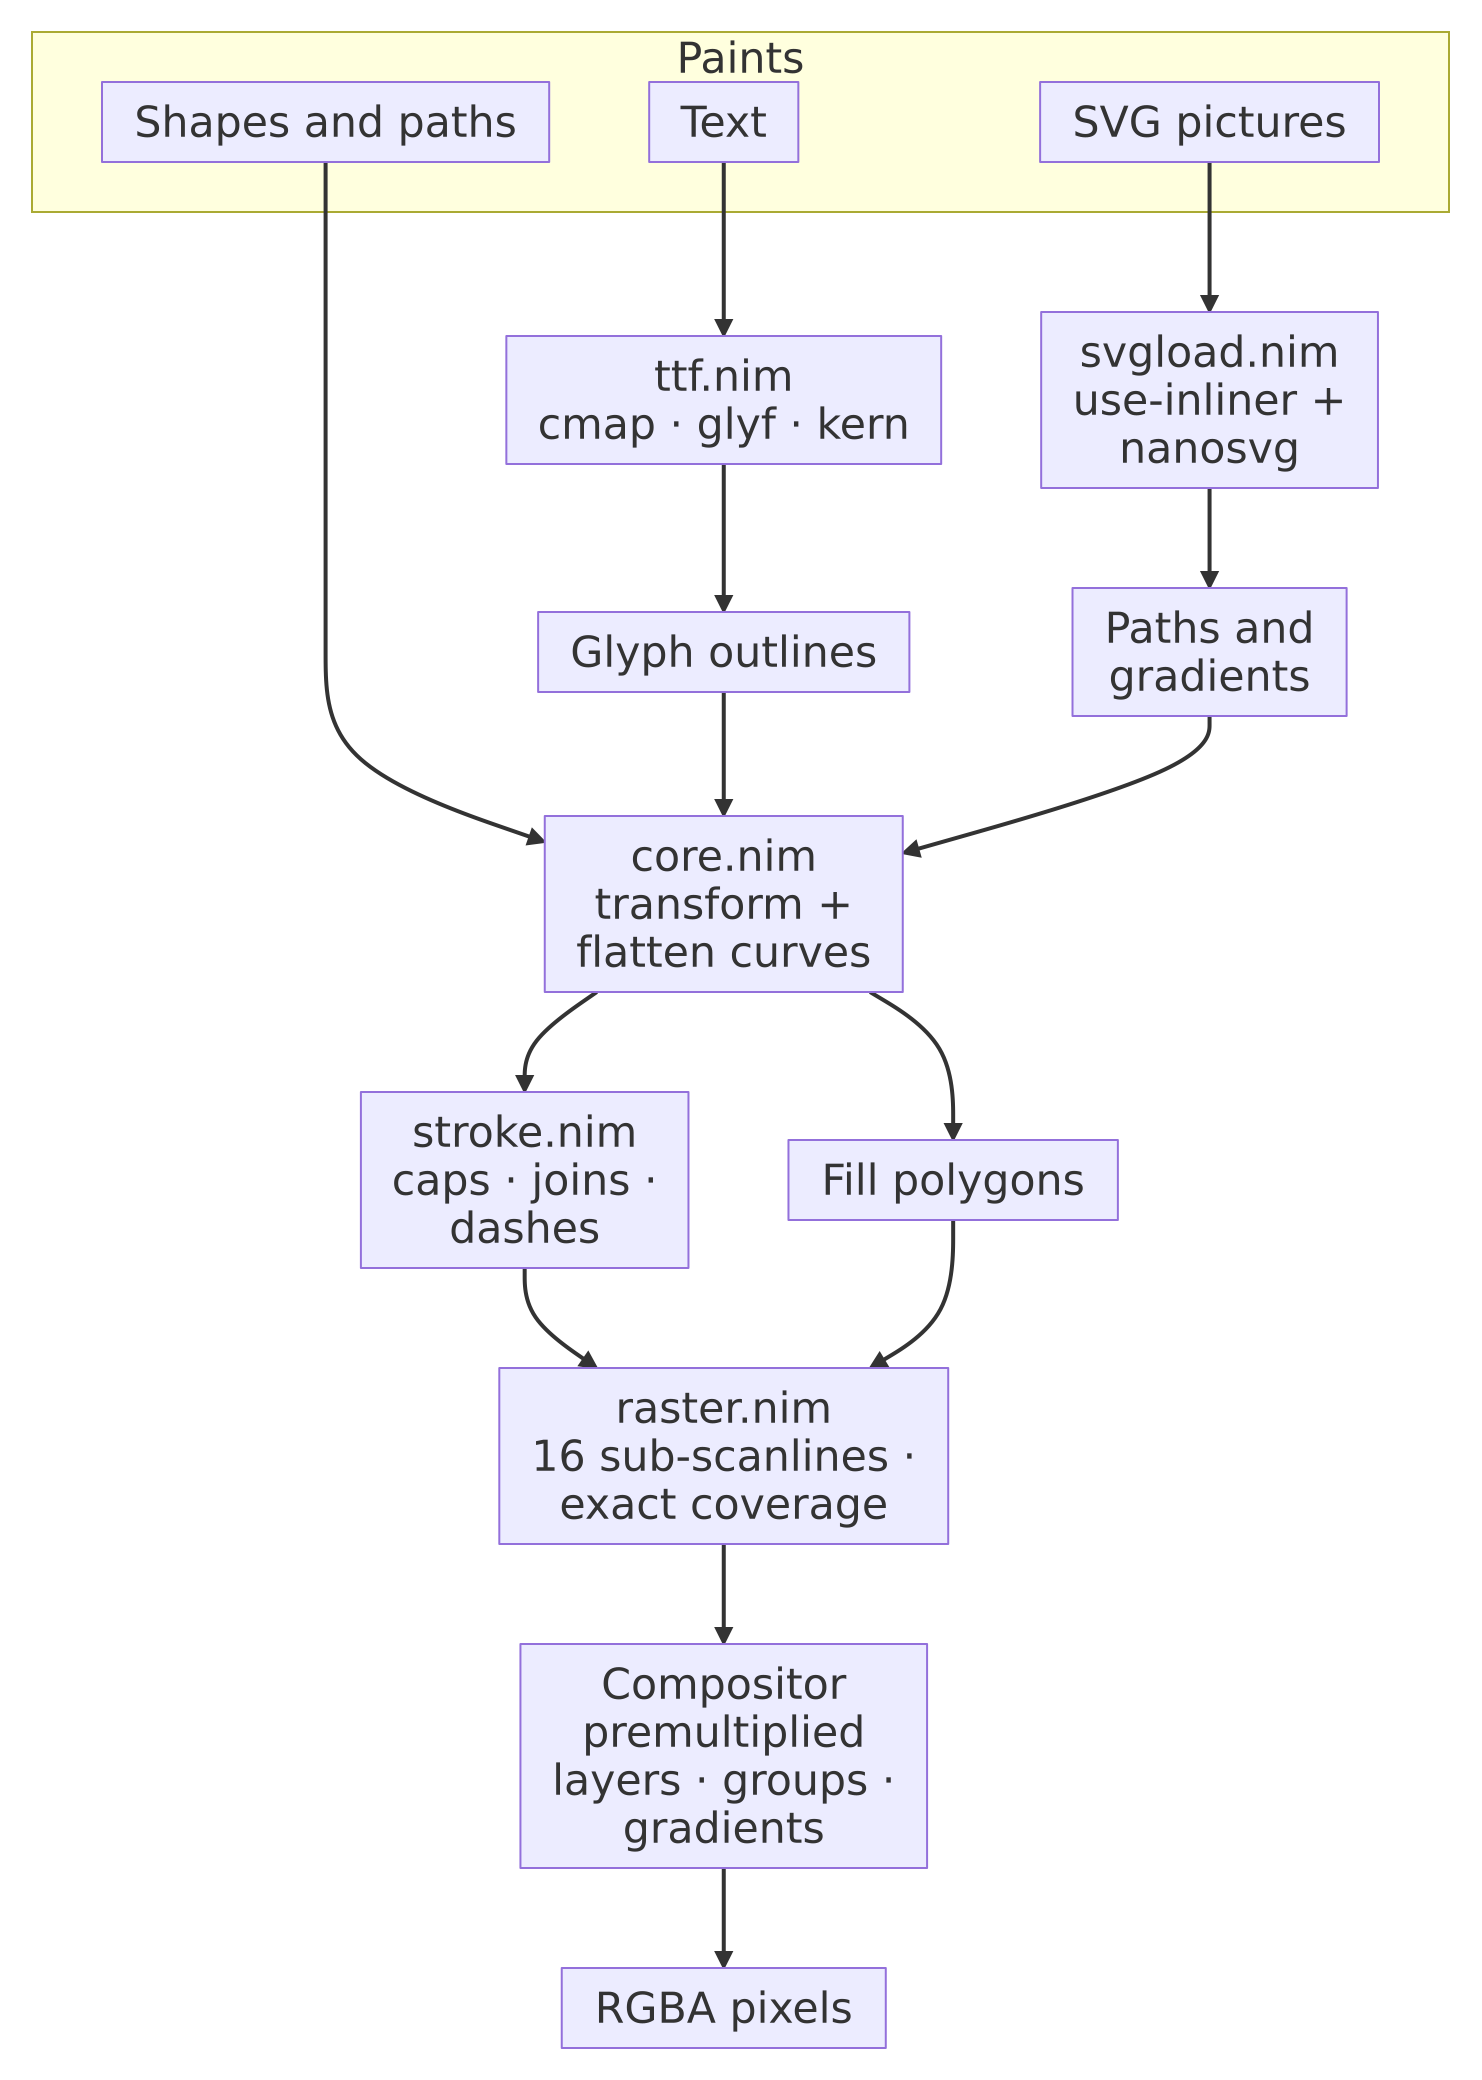 Paints
Shapes and paths
Text
SVG pictures
ttf.nim
cmap · glyf · kern
svgload.nim
use-inliner +
nanosvg
Glyph outlines
Paths and
gradients
core.nim
transform +
flatten curves
stroke.nim
caps · joins ·
dashes
Fill polygons
raster.nim
16 sub-scanlines ·
exact coverage
Compositor
premultiplied
layers · groups ·
gradients
RGBA pixels